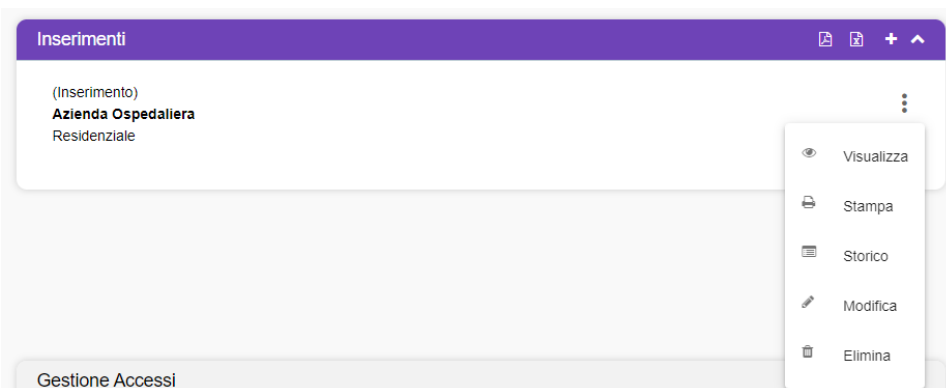 Inserimenti
(Inserimento)
Azienda Ospedaliera
Residenziale
Visualizza
Stampa
Storico
Modifica
Elimina
Gestione Accessi